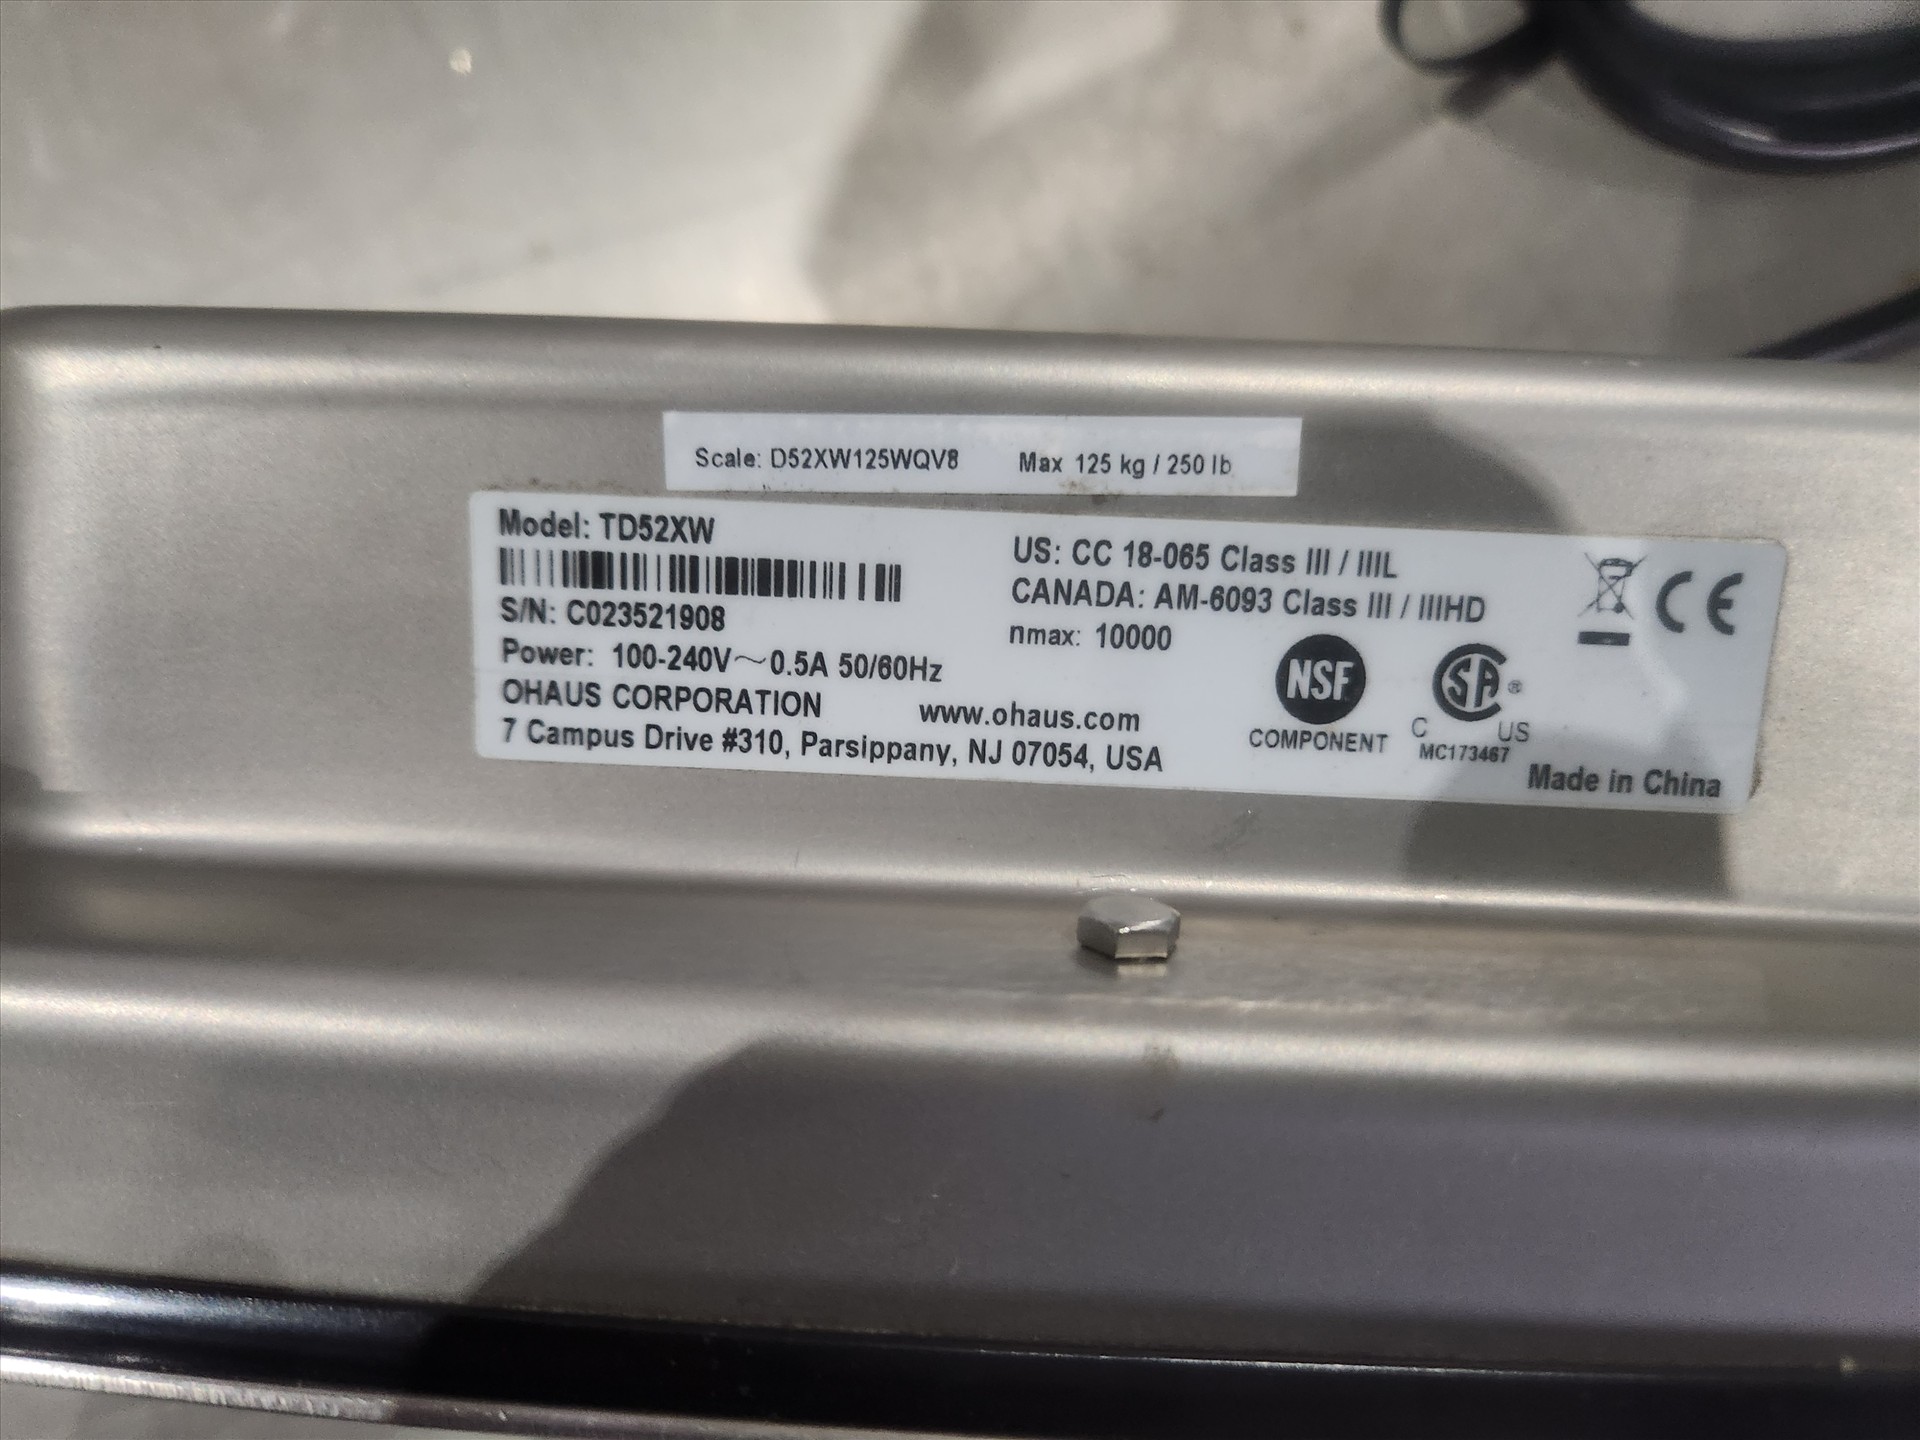 Scale: D52XW125WQV8 Max 125 kg / 250 lb
Model: TD52XW
S/N: C023521908
Power: 100-240V～0.5A 50/60Hz
OHAUS CORPORATION www.ohaus.com
7 Campus Drive #310, Parsippany, NJ 07054, USA
US: CC 18-065 Class III / IIIL
CANADA: AM-6093 Class III / IIIHD
nmax: 10000
NSF
COMPONENT
SA ®
C US
MC173467
CE
Made in China